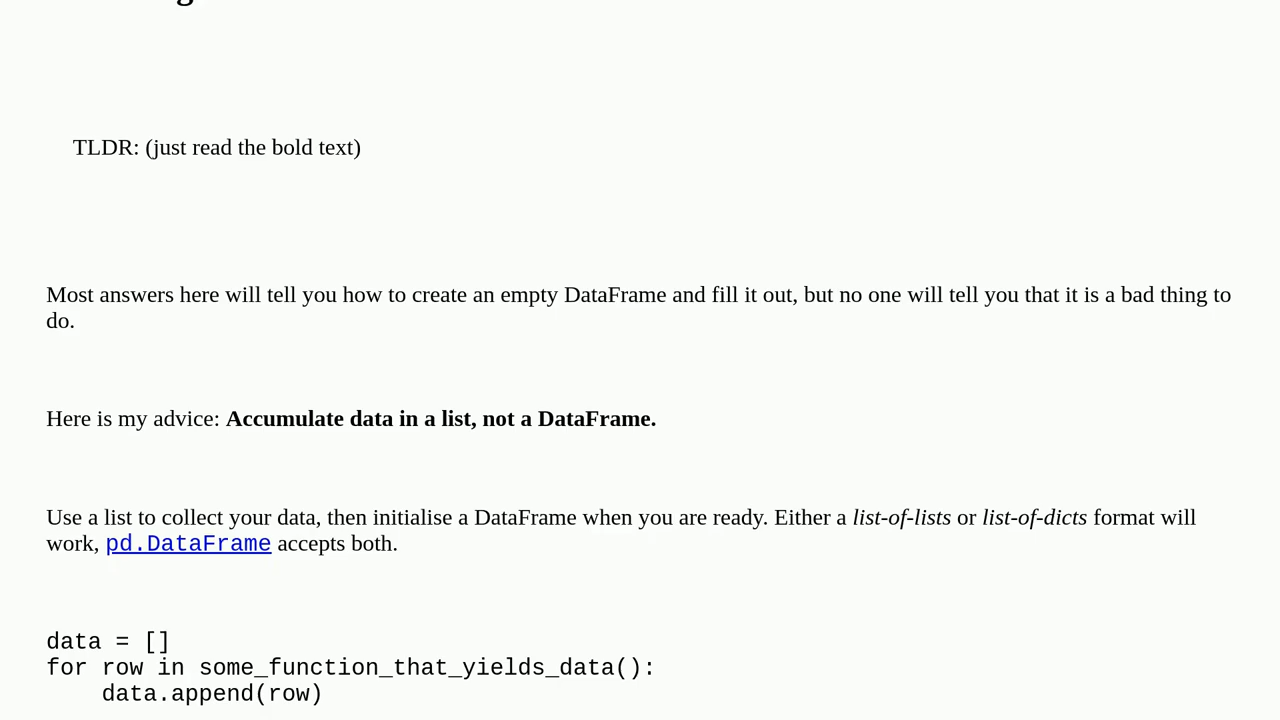 TLDR: (just read the bold text)
Most answers here will tell you how to create an empty DataFrame and fill it out, but no one will tell you that it is a bad thing to
do.
Here is my advice: Accumulate data in a list, not a DataFrame.
Use a list to collect your data, then initialise a DataFrame when you are ready. Either a list-of-lists or list-of-dicts format will
work, pd.DataFrame accepts both.
data = []
for row in some_function_that_yields_data():
    data.append(row)